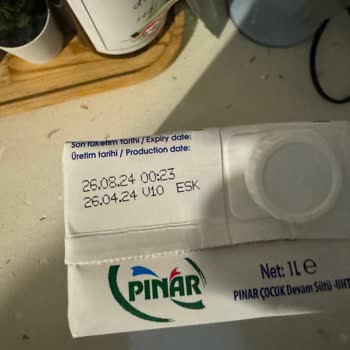 Son tüketim tarihi / Expiry date:
Üretim tarihi / Production date:
26.08.24 00:23
26.04.24 V10 ESK
PINAR
Net: 1L e
PINAR ÇOCUK Devam Sütü -UHT